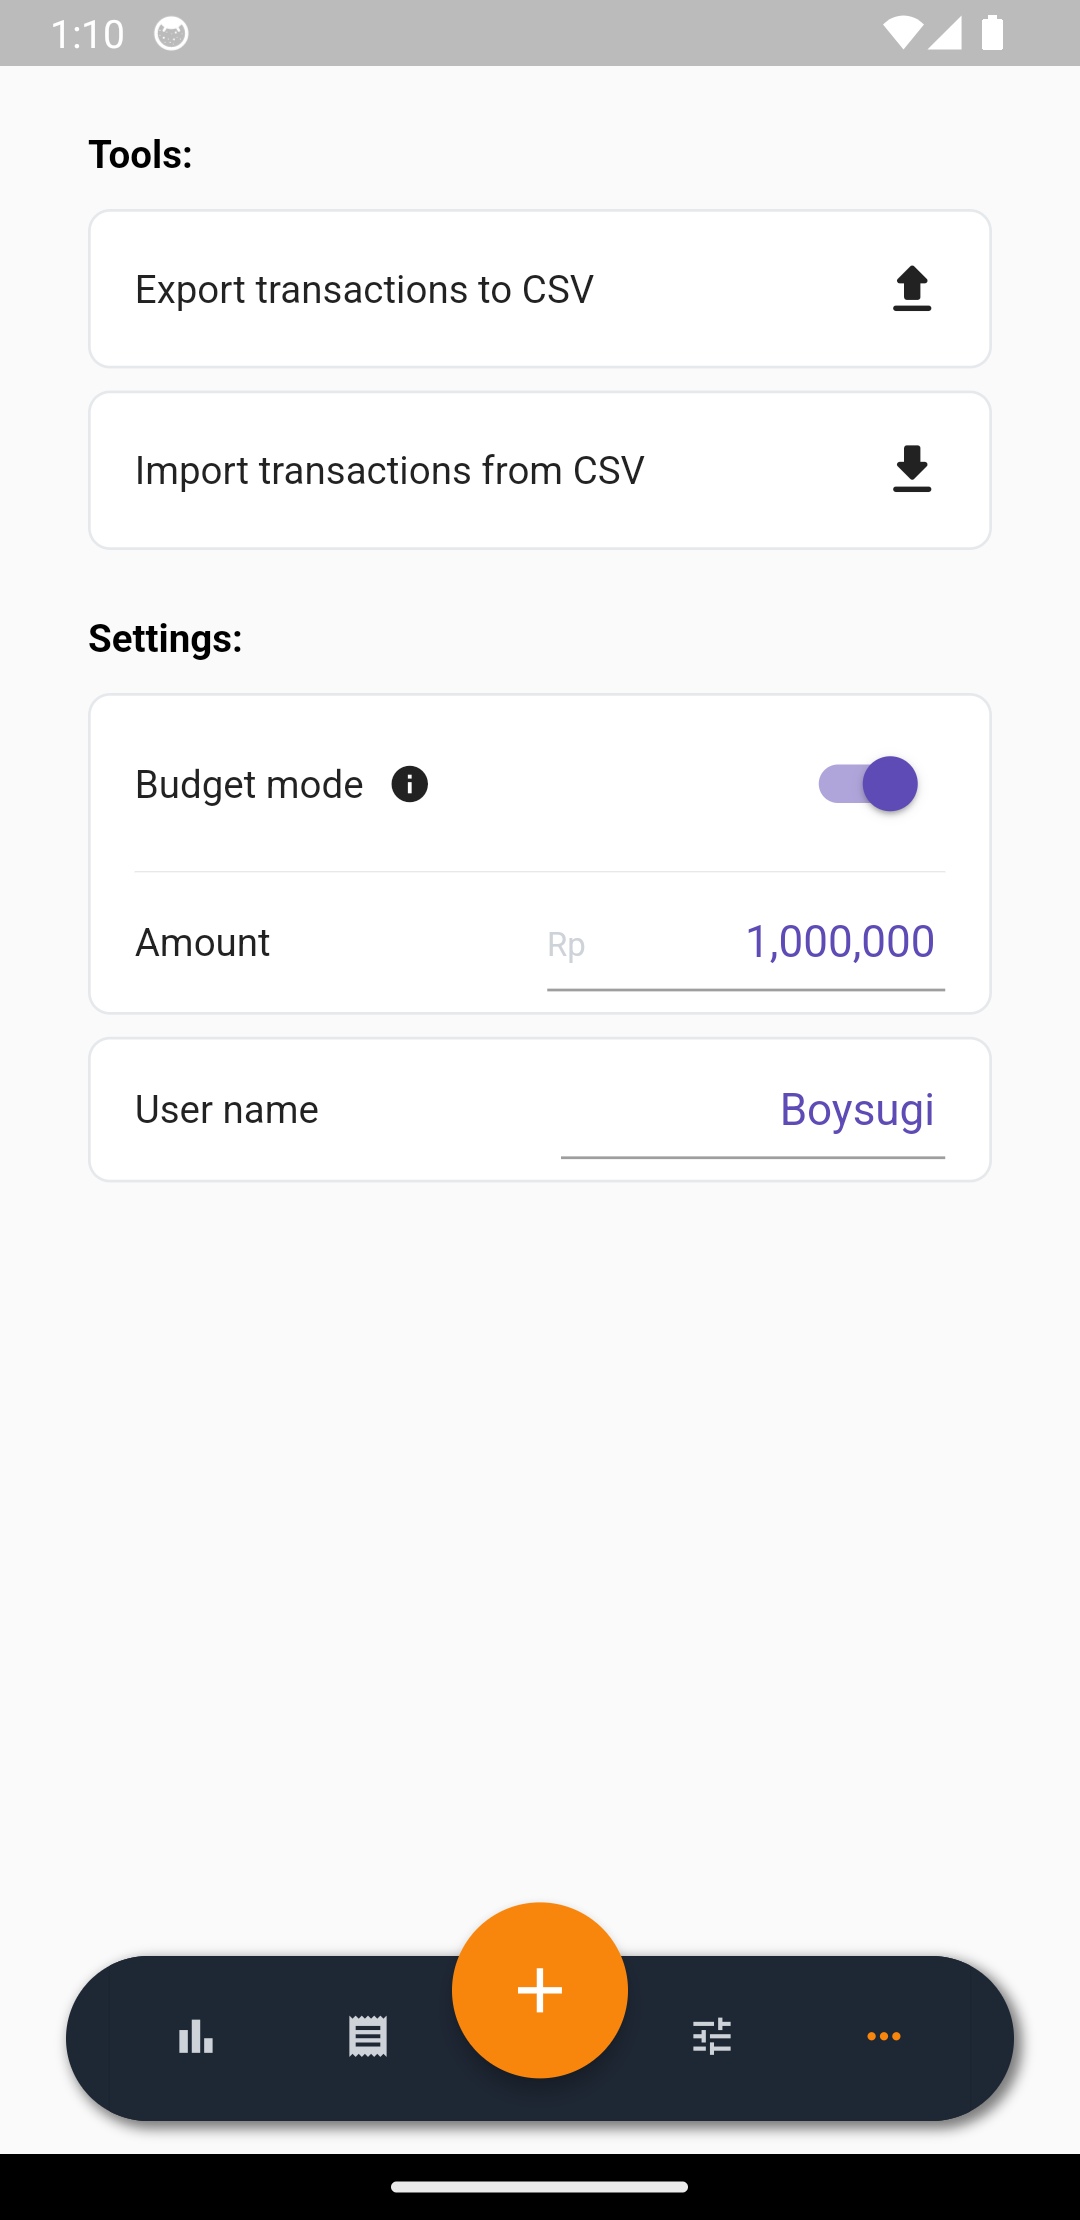 1:10
Tools:
Export transactions to CSV
Import transactions from CSV
Settings:
Budget mode
Amount Rp 1,000,000
User name Boysugi